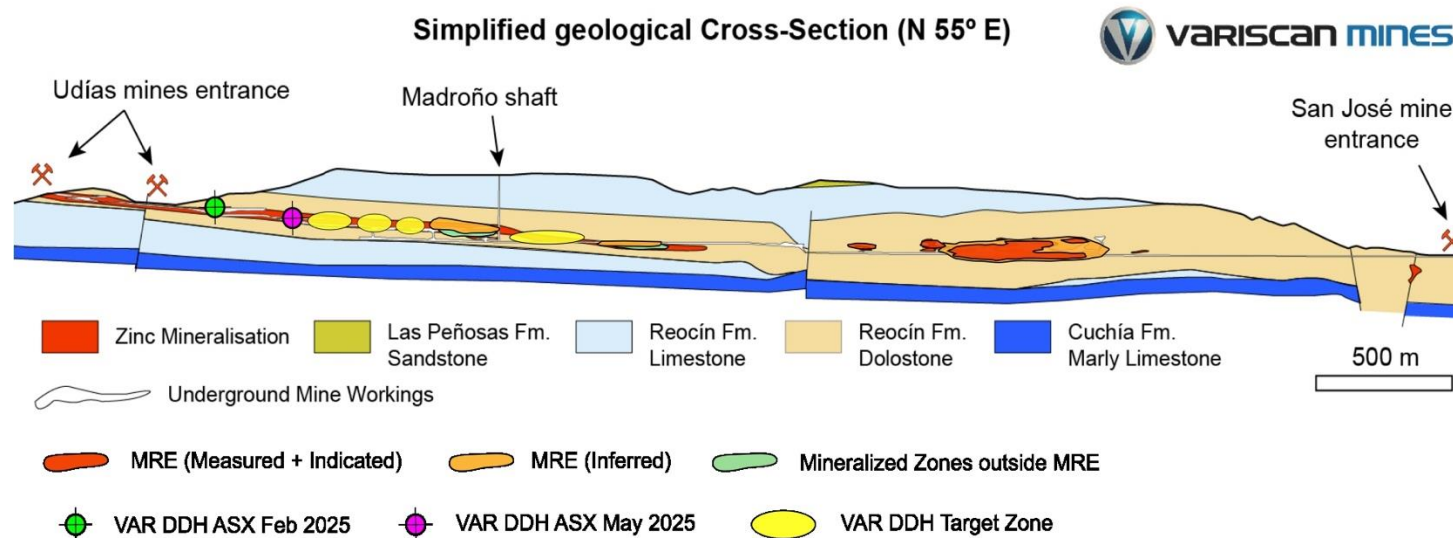 Simplified geological Cross-Section (N 55º E)
VARISCAN MINES
Udías mines entrance
Madroño shaft
San José mine
entrance
Zinc Mineralisation
Las Peñosas Fm.
Sandstone
Reocín Fm.
Limestone
Reocín Fm.
Dolostone
Cuchía Fm.
Marly Limestone
500 m
Underground Mine Workings
MRE (Measured + Indicated)
MRE (Inferred)
Mineralized Zones outside MRE
VAR DDH ASX Feb 2025
VAR DDH ASX May 2025
VAR DDH Target Zone